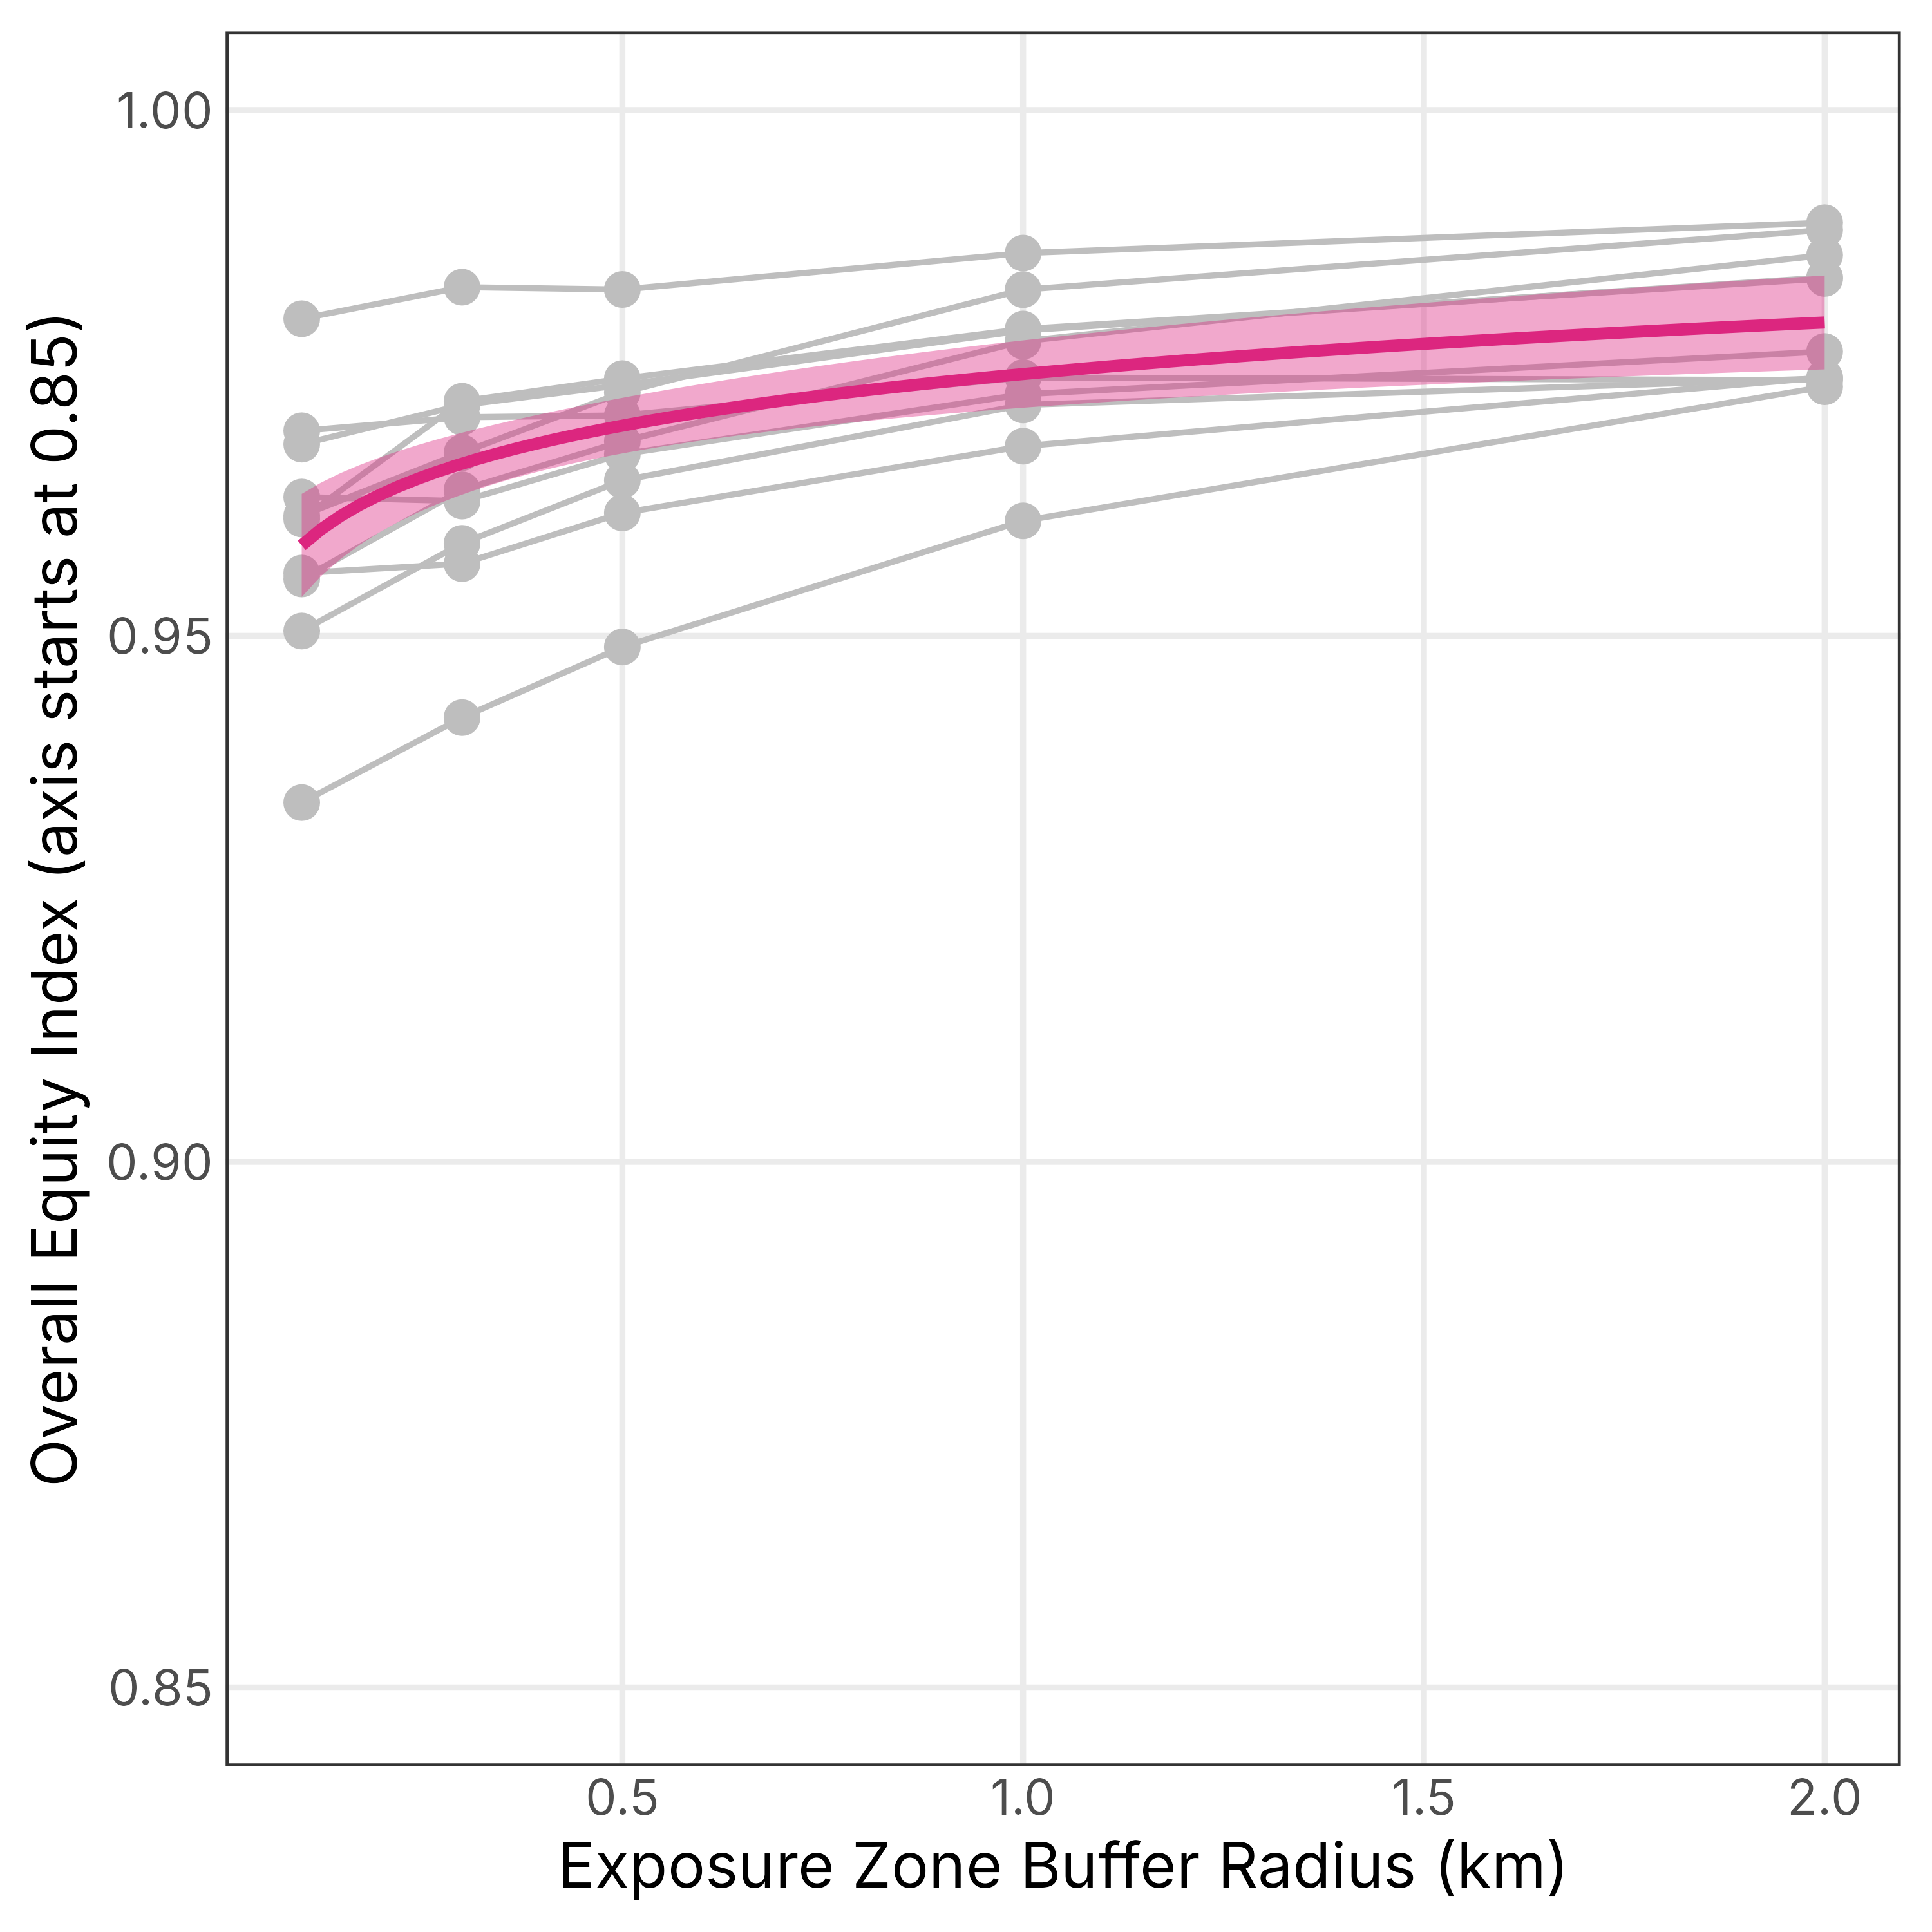 Overall Equity Index (axis starts at 0.85)
1.00
0.95
0.90
0.85
0.5 1.0 1.5 2.0
Exposure Zone Buffer Radius (km)